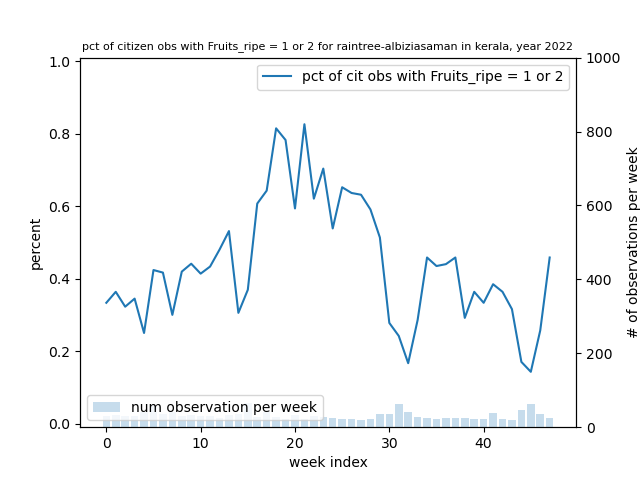 pct of citizen obs with Fruits_ripe = 1 or 2 for raintree-albiziasaman in kerala, year 2022
pct of cit obs with Fruits_ripe = 1 or 2
num observation per week
percent
1.0
0.8
0.6
0.4
0.2
0.0
0 10 20 30 40
week index
1000
800
600
400
200
0
# of observations per week